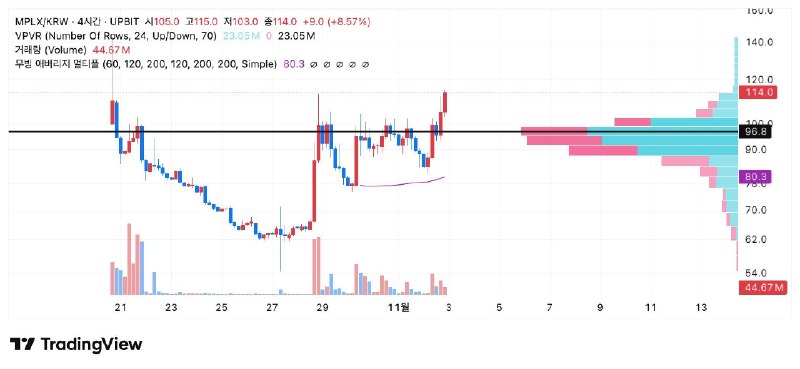 MPLX/KRW · 4시간 · UPBIT 시105.0 고115.0 저103.0 종114.0 +9.0 (+8.57%)
VPVR (Number Of Rows, 24, Up/Down, 70) 23.05M 0 23.05M
거래량 (Volume) 44.67M
무빙 애버리지 멀티플 (60, 120, 200, 120, 200, 200, Simple) 80.3 ∅ ∅ ∅ ∅ ∅
160.0
140.0
120.0
114.0
100.0
96.8
90.0
80.3
78.0
70.0
62.0
54.0
44.67M
21 23 25 27 29 11월 3 5 7 9 11 13
TradingView